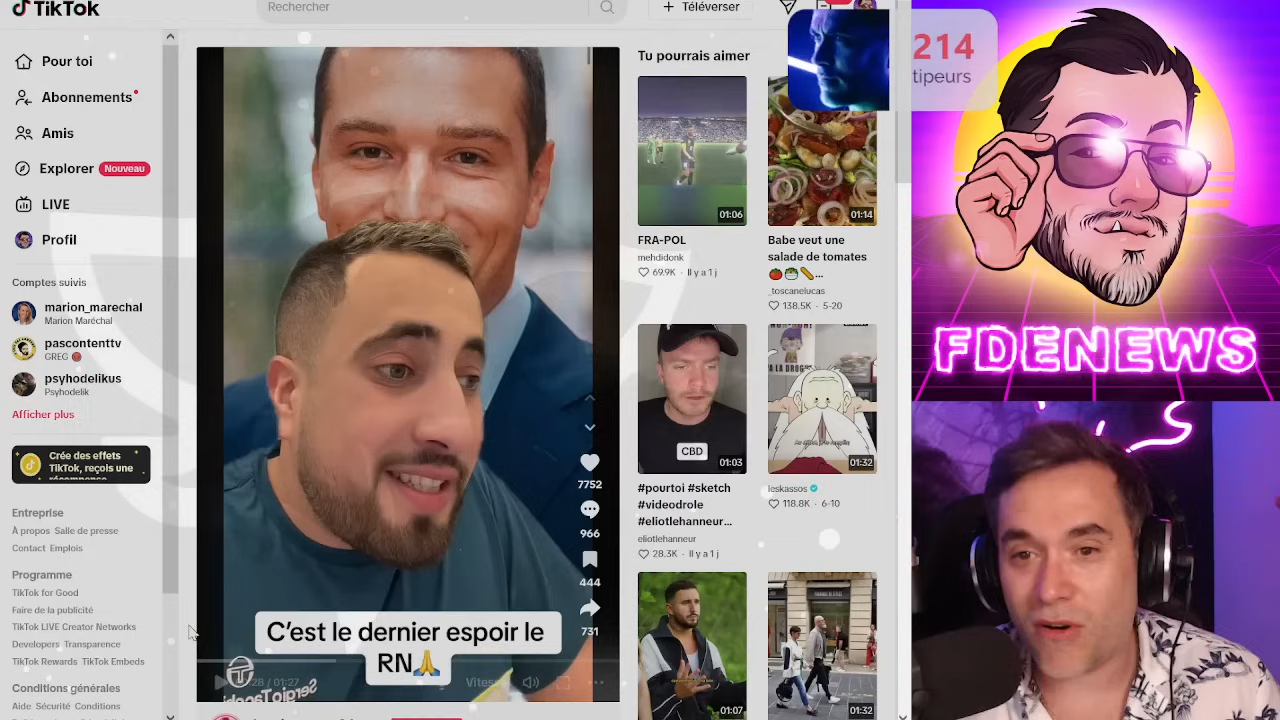 TikTok
Rechercher
+ Téléverser
Pour toi
Abonnements
Amis
Explorer Nouveau
LIVE
Profil
Comptes suivis
marion_marechal
Marion Maréchal
pascontenttv
GREG
psyhodelikus
Psyhodelik
Afficher plus
Crée des effets
TikTok, reçois une
récompense
Entreprise
À propos Salle de presse
Contact Emplois
Programme
TikTok for Good
Faire de la publicité
TikTok LIVE Creator Networks
Developers Transparence
TikTok Rewards TikTok Embeds
Conditions générales
Aide Sécurité Conditions
C'est le dernier espoir le
RN🙏
7752
966
444
731
28 / 01:27
Vitesse
Tu pourrais aimer
01:06
FRA-POL
mehdidonk
69.9K · Il y a 1 j
01:14
Babe veut une
salade de tomates
🍅🥗🥖...
_toscanelucas
138.5K · 5-20
CBD
01:03
#pourtoi #sketch
#videodrole
#eliotlehanneur...
eliotlehanneur
28.3K · Il y a 1 j
01:32
leskassos
118.8K · 6-10
01:07
01:32
214
tipeurs
FDENEWS